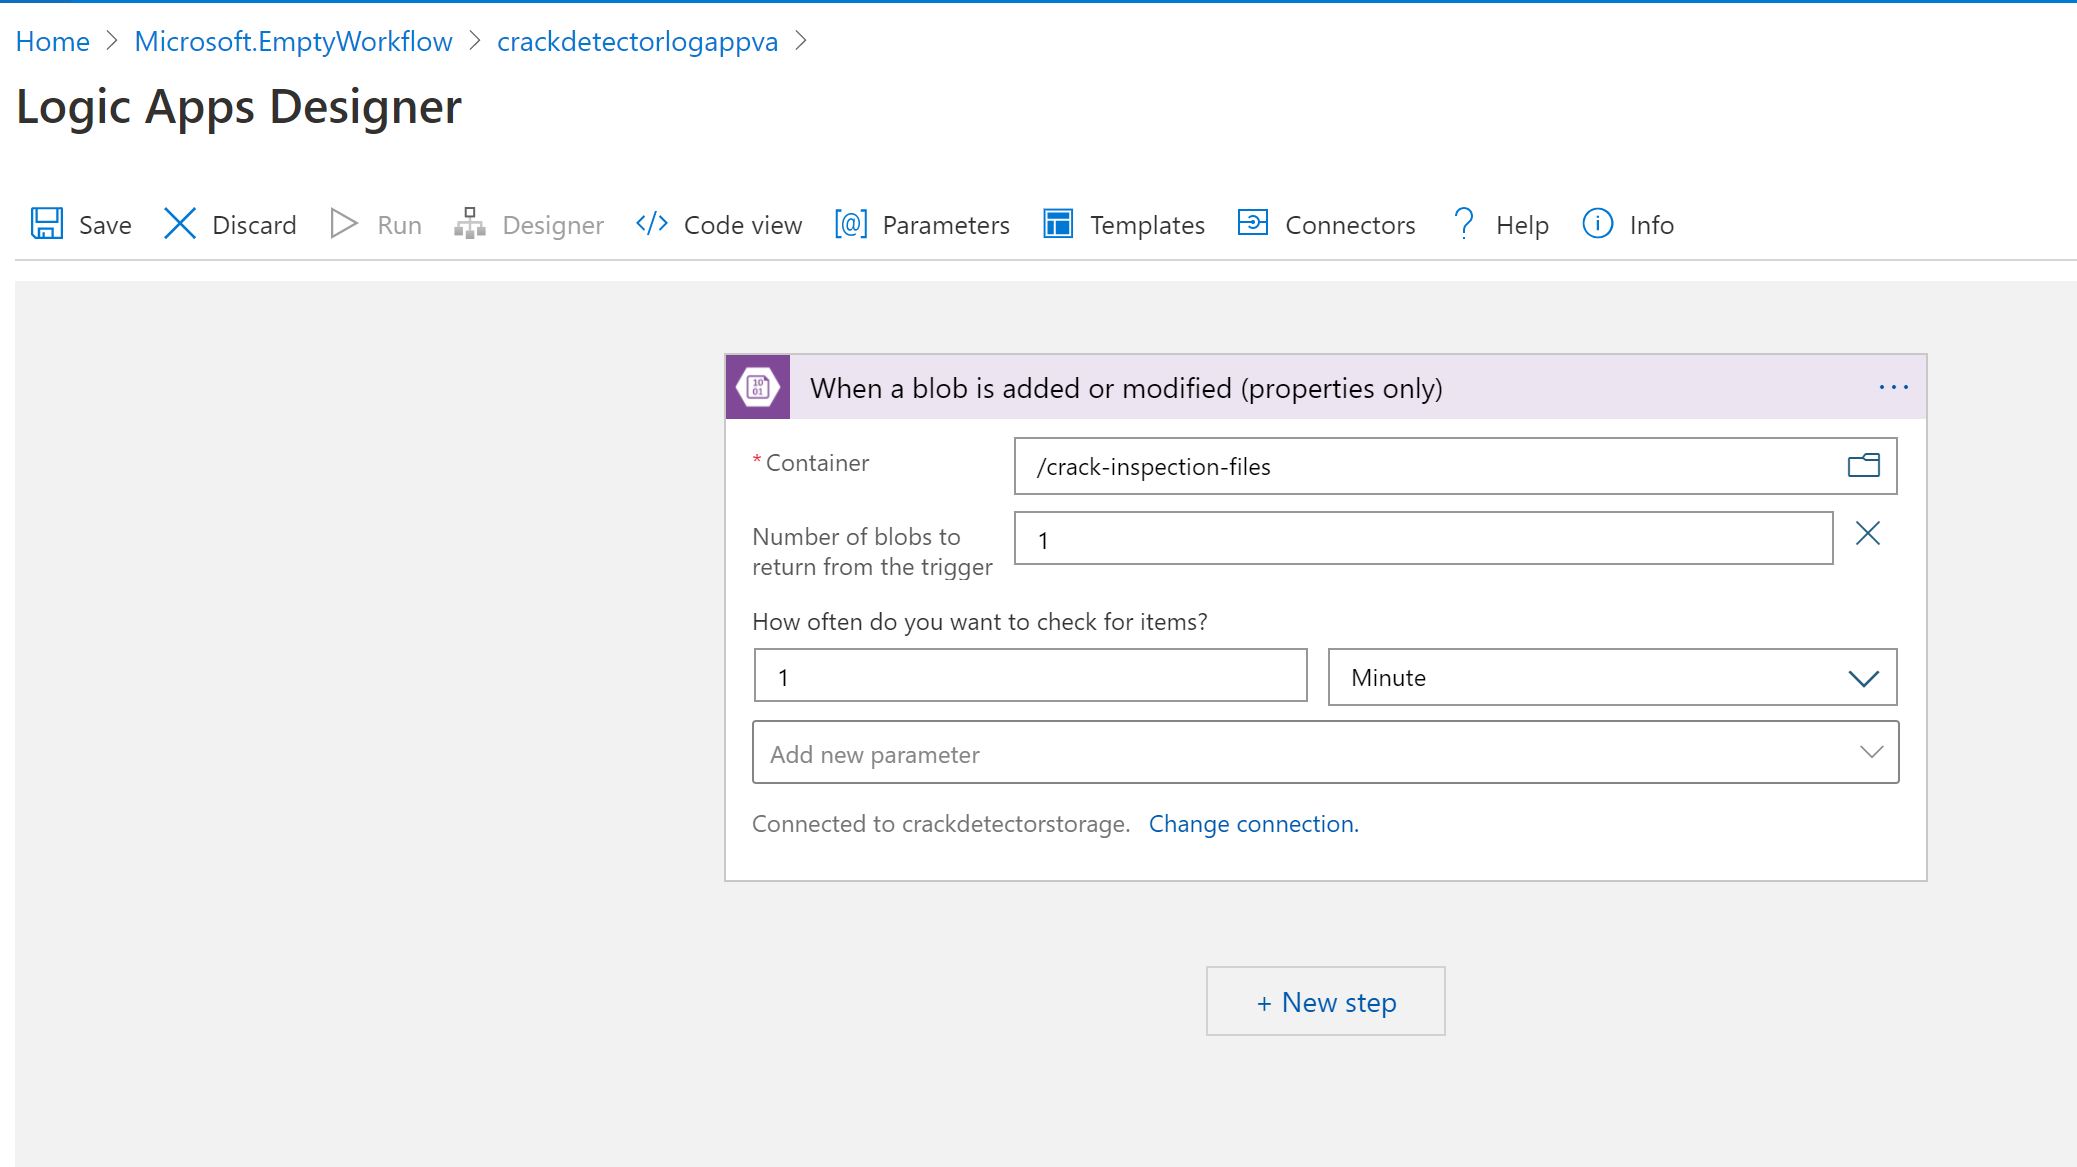 Home > Microsoft.EmptyWorkflow > crackdetectorlogappva >
Logic Apps Designer
Save Discard Run Designer </> Code view [@] Parameters Templates Connectors ? Help i Info
10
01
When a blob is added or modified (properties only) ...
* Container
/crack-inspection-files
Number of blobs to
return from the trigger
1
How often do you want to check for items?
1
Minute
Add new parameter
Connected to crackdetectorstorage. Change connection.
+ New step